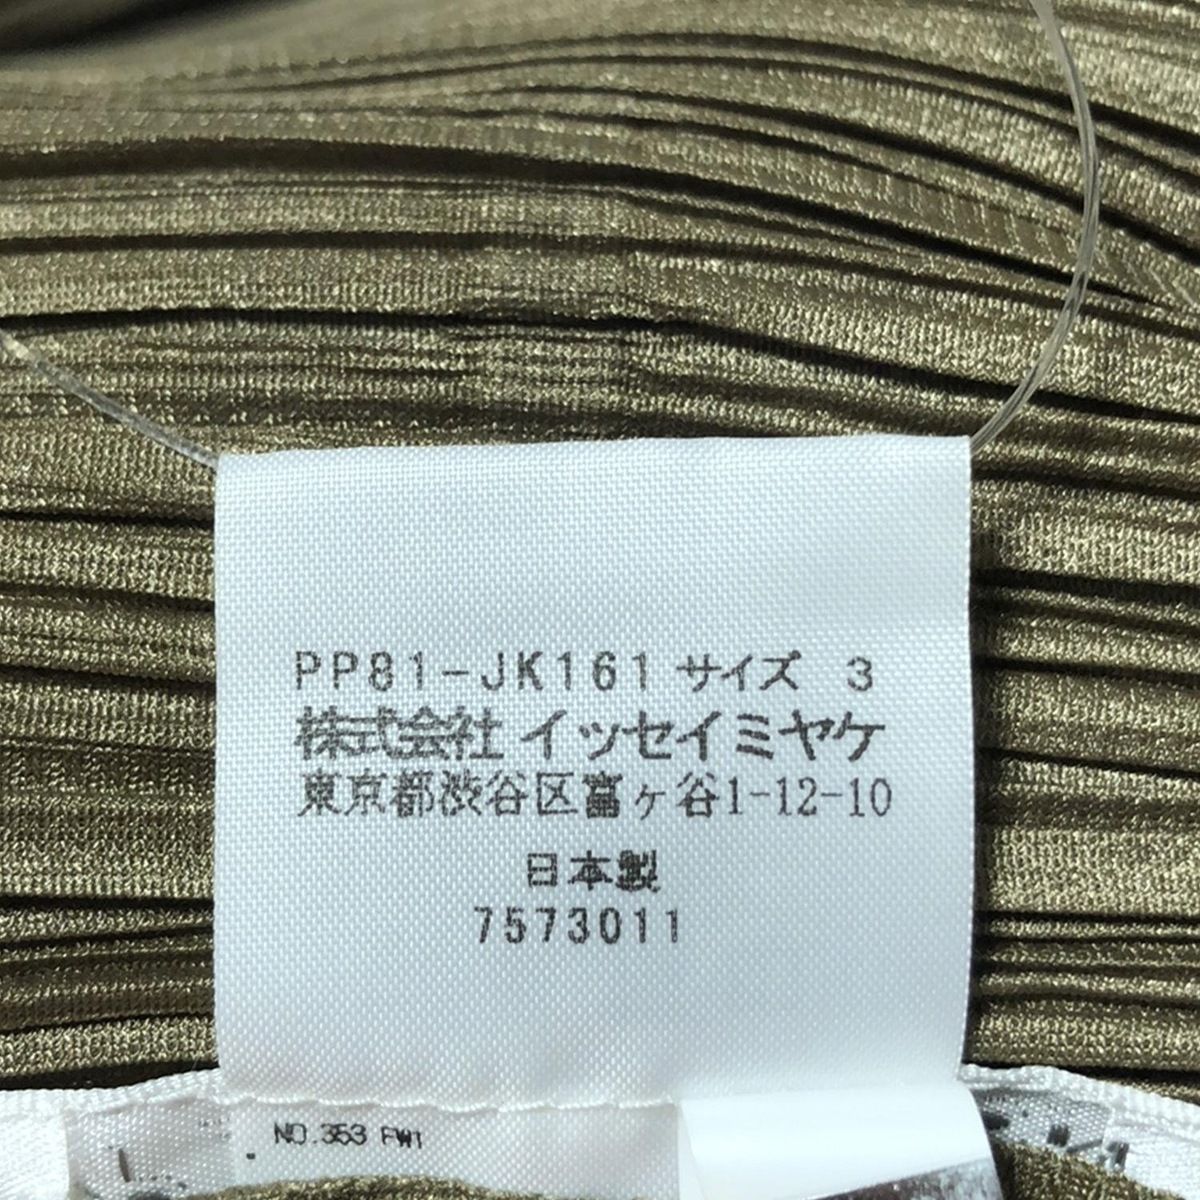 PP81-JK161 サイズ 3
株式会社 イッセイミヤケ
東京都渋谷区富ヶ谷1-12-10
日本製
7573011
NO.353 FW1